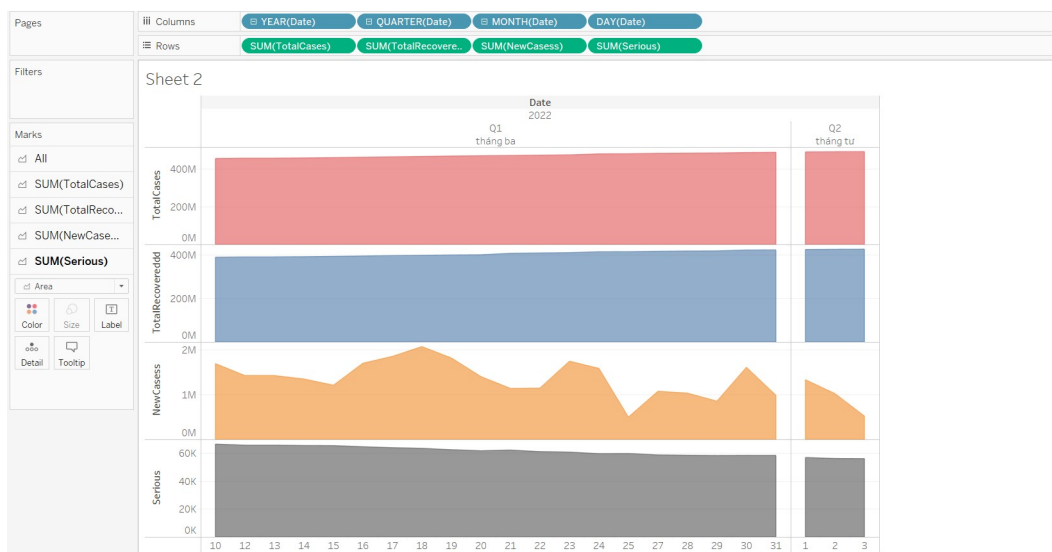 Pages
iii Columns
YEAR(Date)
QUARTER(Date)
MONTH(Date)
DAY(Date)
Rows
SUM(TotalCases)
SUM(TotalRecovere..
SUM(NewCasess)
SUM(Serious)
Filters
Marks
All
SUM(TotalCases)
SUM(TotalReco...
SUM(NewCase...
SUM(Serious)
Area
Color
Size
Label
Detail
Tooltip
Sheet 2
Date
2022
Q1
Q2
tháng ba
tháng tư
TotalCases
400M
200M
0M
TotalRecoveredđd
400M
200M
0M
NewCasess
2M
1M
0M
Serious
60K
40K
20K
0K
10 12 13 14 15 16 17 18 19 20 21 22 23 24 25 27 28 29 30 31 1 2 3